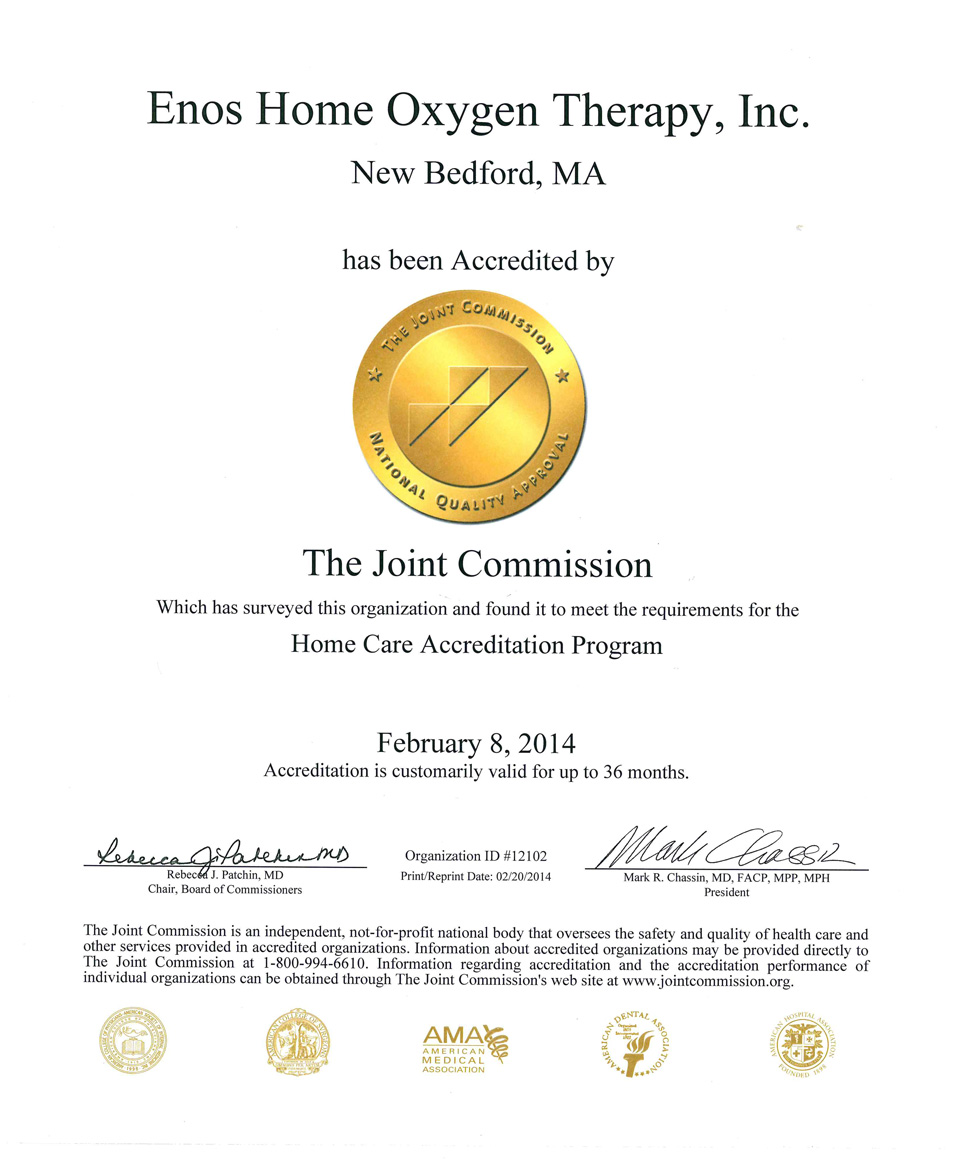 Enos Home Oxygen Therapy, Inc.
New Bedford, MA
has been Accredited by
THE JOINT COMMISSION
NATIONAL QUALITY APPROVAL
The Joint Commission
Which has surveyed this organization and found it to meet the requirements for the
Home Care Accreditation Program
February 8, 2014
Accreditation is customarily valid for up to 36 months.
Rebecca J. Patchin MD
Rebecca J. Patchin, MD
Chair, Board of Commissioners
Organization ID #12102
Print/Reprint Date: 02/20/2014
Mark Chassin
Mark R. Chassin, MD, FACP, MPP, MPH
President
The Joint Commission is an independent, not-for-profit national body that oversees the safety and quality of health care and
other services provided in accredited organizations. Information about accredited organizations may be provided directly to
The Joint Commission at 1-800-994-6610. Information regarding accreditation and the accreditation performance of
individual organizations can be obtained through The Joint Commission's web site at www.jointcommission.org.
AMERICAN COLLEGE OF SURGEONS
AMA
AMERICAN
MEDICAL
ASSOCIATION
AMERICAN DENTAL ASSOCIATION
AMERICAN HOSPITAL ASSOCIATION
FOUNDED 1898